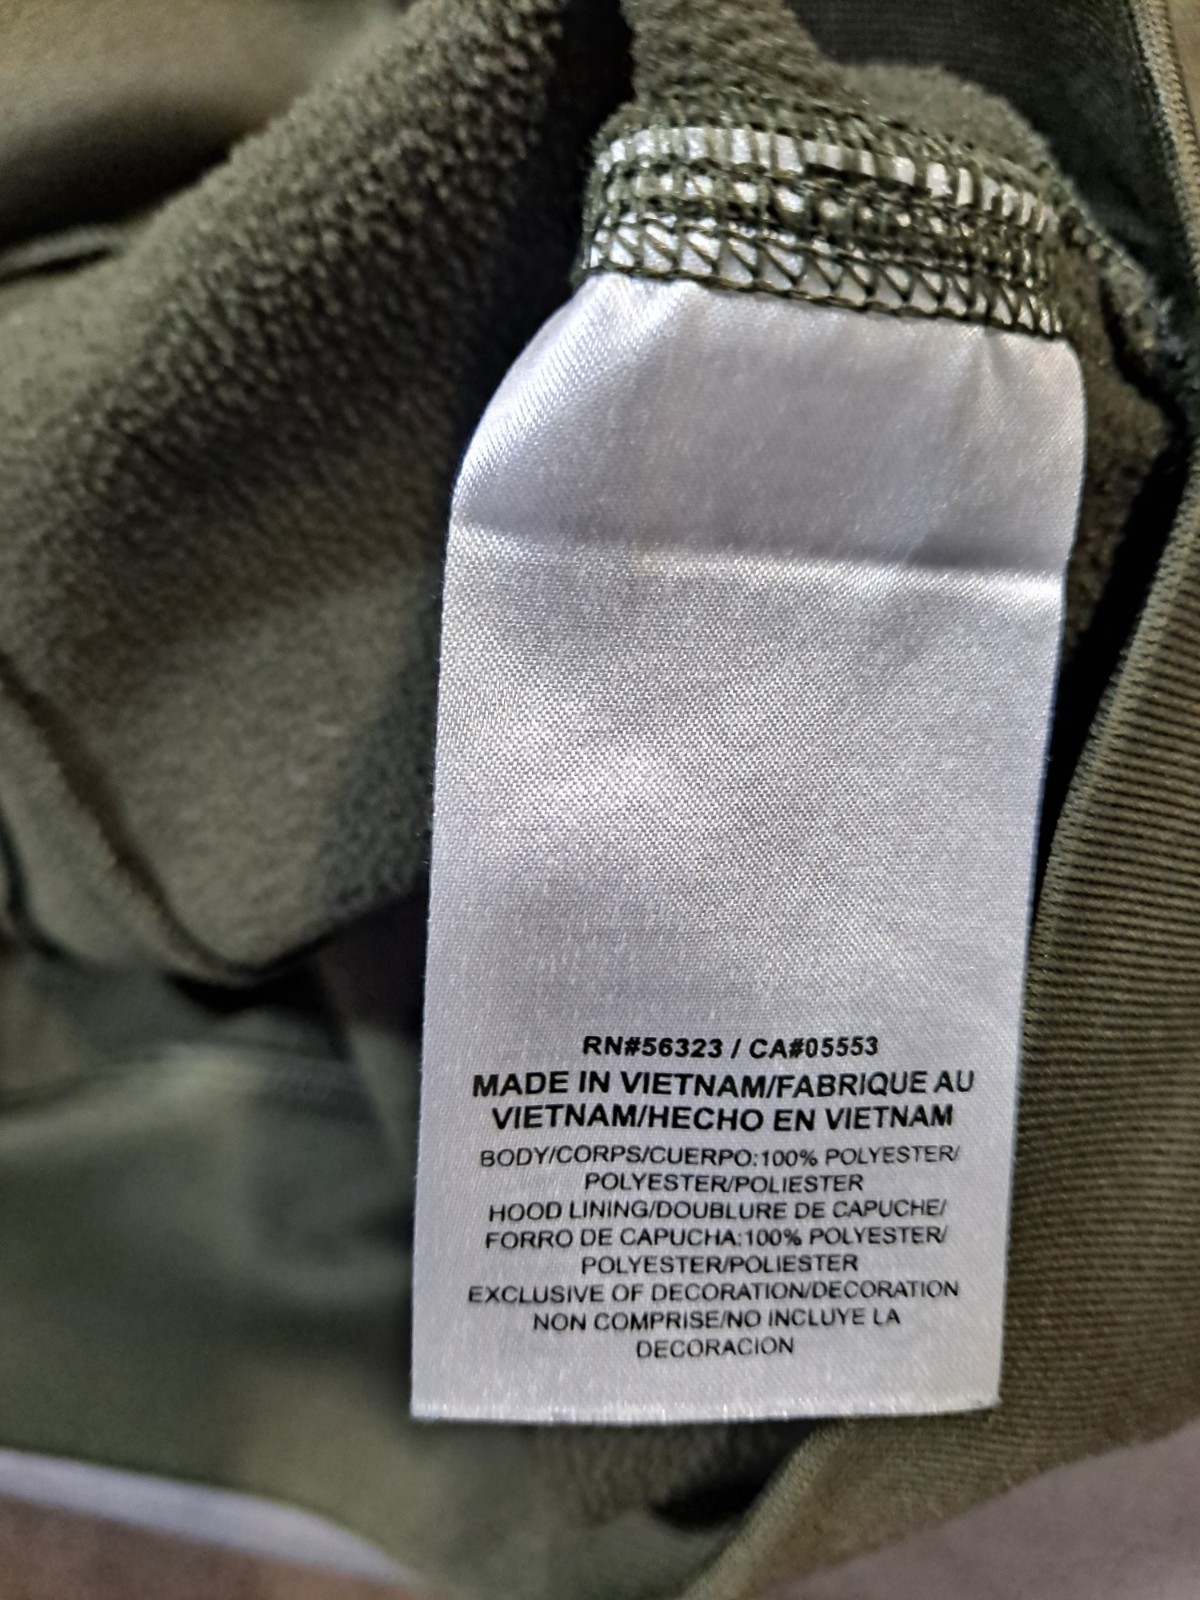 RN#56323 / CA#05553
MADE IN VIETNAM/FABRIQUE AU
VIETNAM/HECHO EN VIETNAM
BODY/CORPS/CUERPO:100% POLYESTER/
POLYESTER/POLIESTER
HOOD LINING/DOUBLURE DE CAPUCHE/
FORRO DE CAPUCHA:100% POLYESTER/
POLYESTER/POLIESTER
EXCLUSIVE OF DECORATION/DECORATION
NON COMPRISE/NO INCLUYE LA
DECORACION